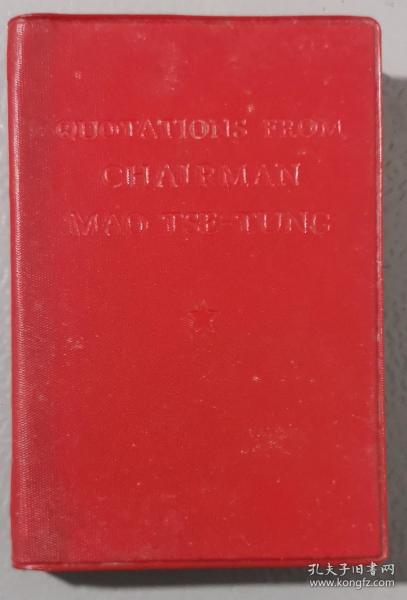 QUOTATIONS FROM
CHAIRMAN
MAO TSE-TUNG
孔夫子旧书网
www.kongfz.com